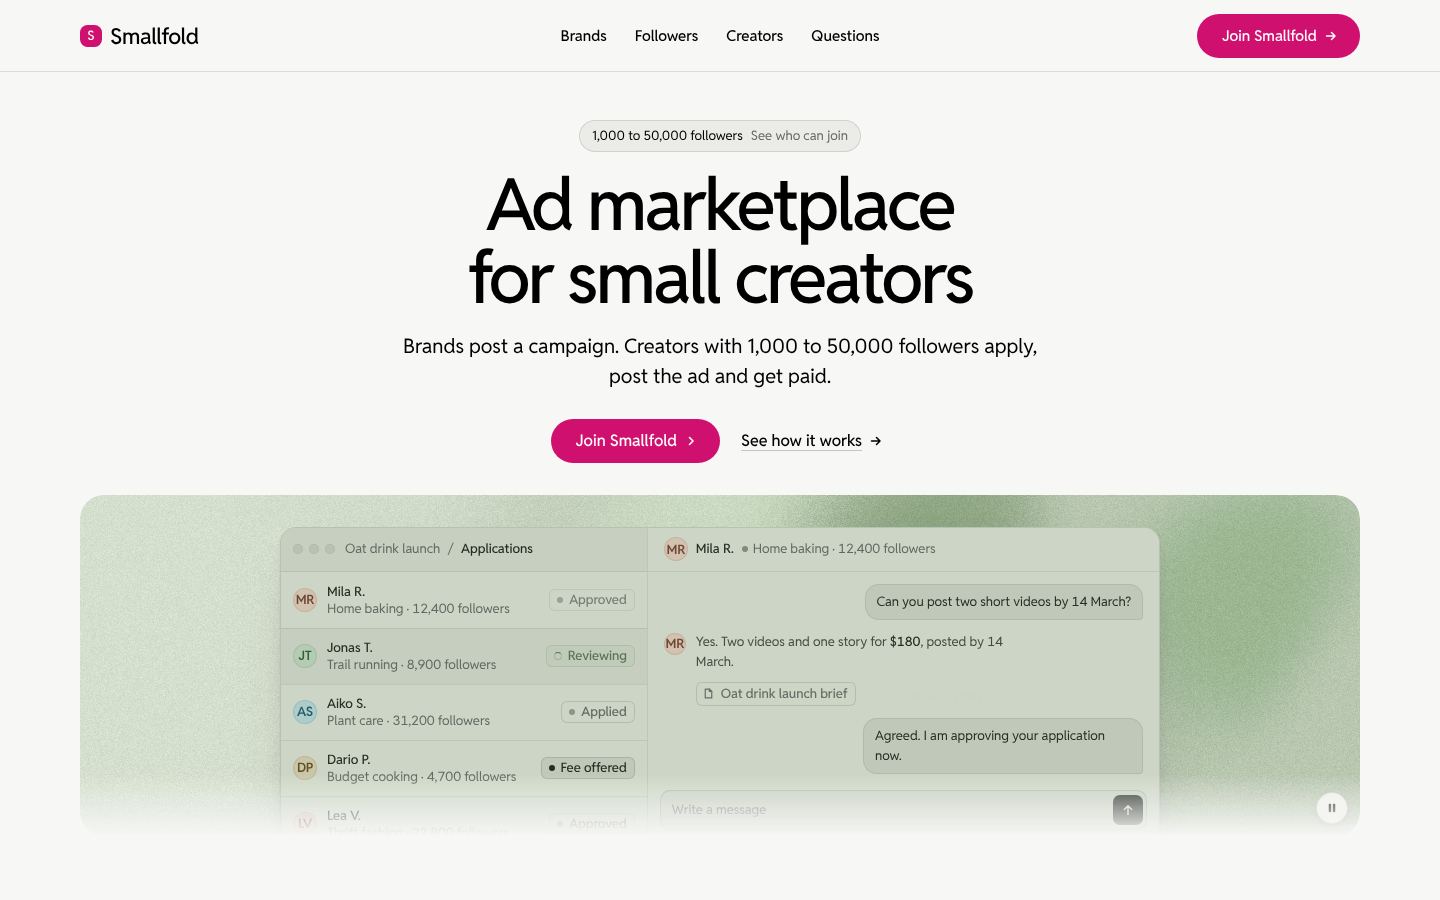 S Smallfold
Brands Followers Creators Questions
Join Smallfold →
1,000 to 50,000 followers See who can join
Ad marketplace
for small creators
Brands post a campaign. Creators with 1,000 to 50,000 followers apply,
post the ad and get paid.
Join Smallfold
See how it works →
Oat drink launch / Applications
MR Mila R.
Home baking · 12,400 followers
Approved
JT Jonas T.
Trail running · 8,900 followers
Reviewing
AS Aiko S.
Plant care · 31,200 followers
Applied
DP Dario P.
Budget cooking · 4,700 followers
Fee offered
LV Lea V.
Approved
MR Mila R. Home baking · 12,400 followers
Can you post two short videos by 14 March?
MR Yes. Two videos and one story for $180, posted by 14
March.
Oat drink launch brief
Agreed. I am approving your application
now.
Write a message